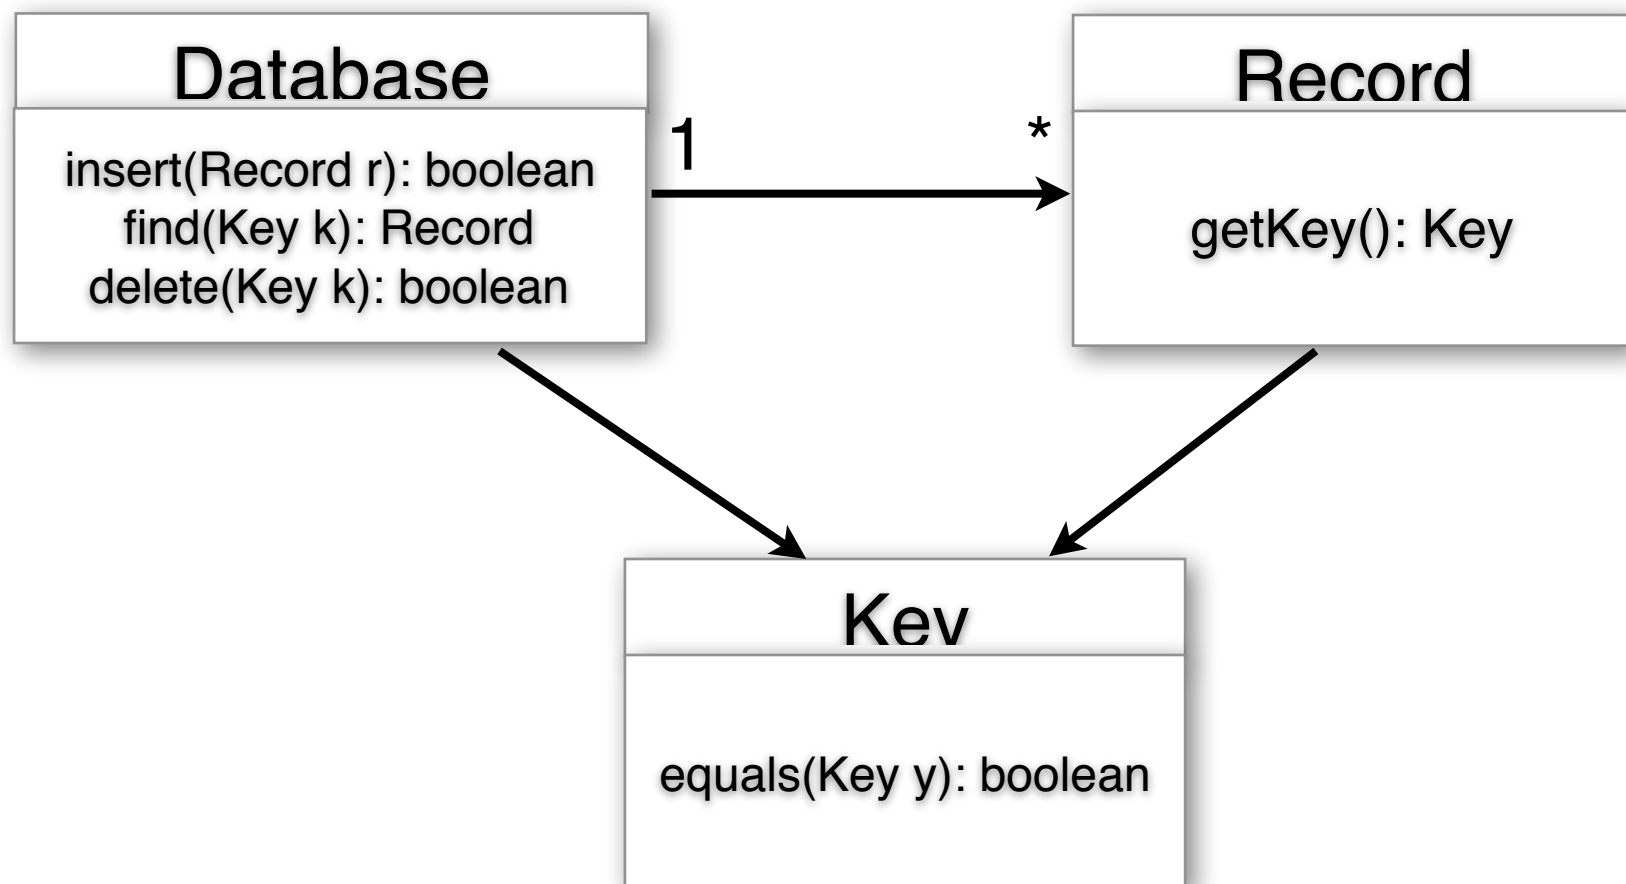 Database
insert(Record r): boolean
find(Key k): Record
delete(Key k): boolean
1
*
Record
getKey(): Key
Key
equals(Key y): boolean